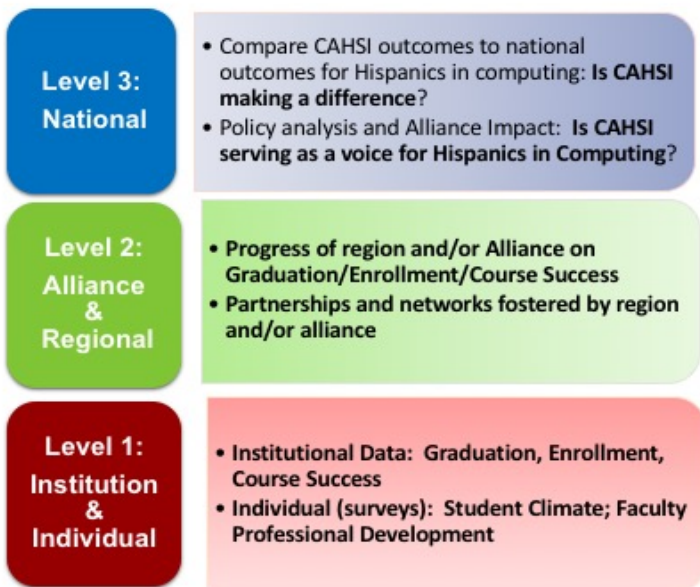 Level 3:
National
• Compare CAHSI outcomes to national
outcomes for Hispanics in computing: Is CAHSI
making a difference?
• Policy analysis and Alliance Impact: Is CAHSI
serving as a voice for Hispanics in Computing?
Level 2:
Alliance
&
Regional
• Progress of region and/or Alliance on
Graduation/Enrollment/Course Success
• Partnerships and networks fostered by region
and/or alliance
Level 1:
Institution
&
Individual
• Institutional Data: Graduation, Enrollment,
Course Success
• Individual (surveys): Student Climate; Faculty
Professional Development